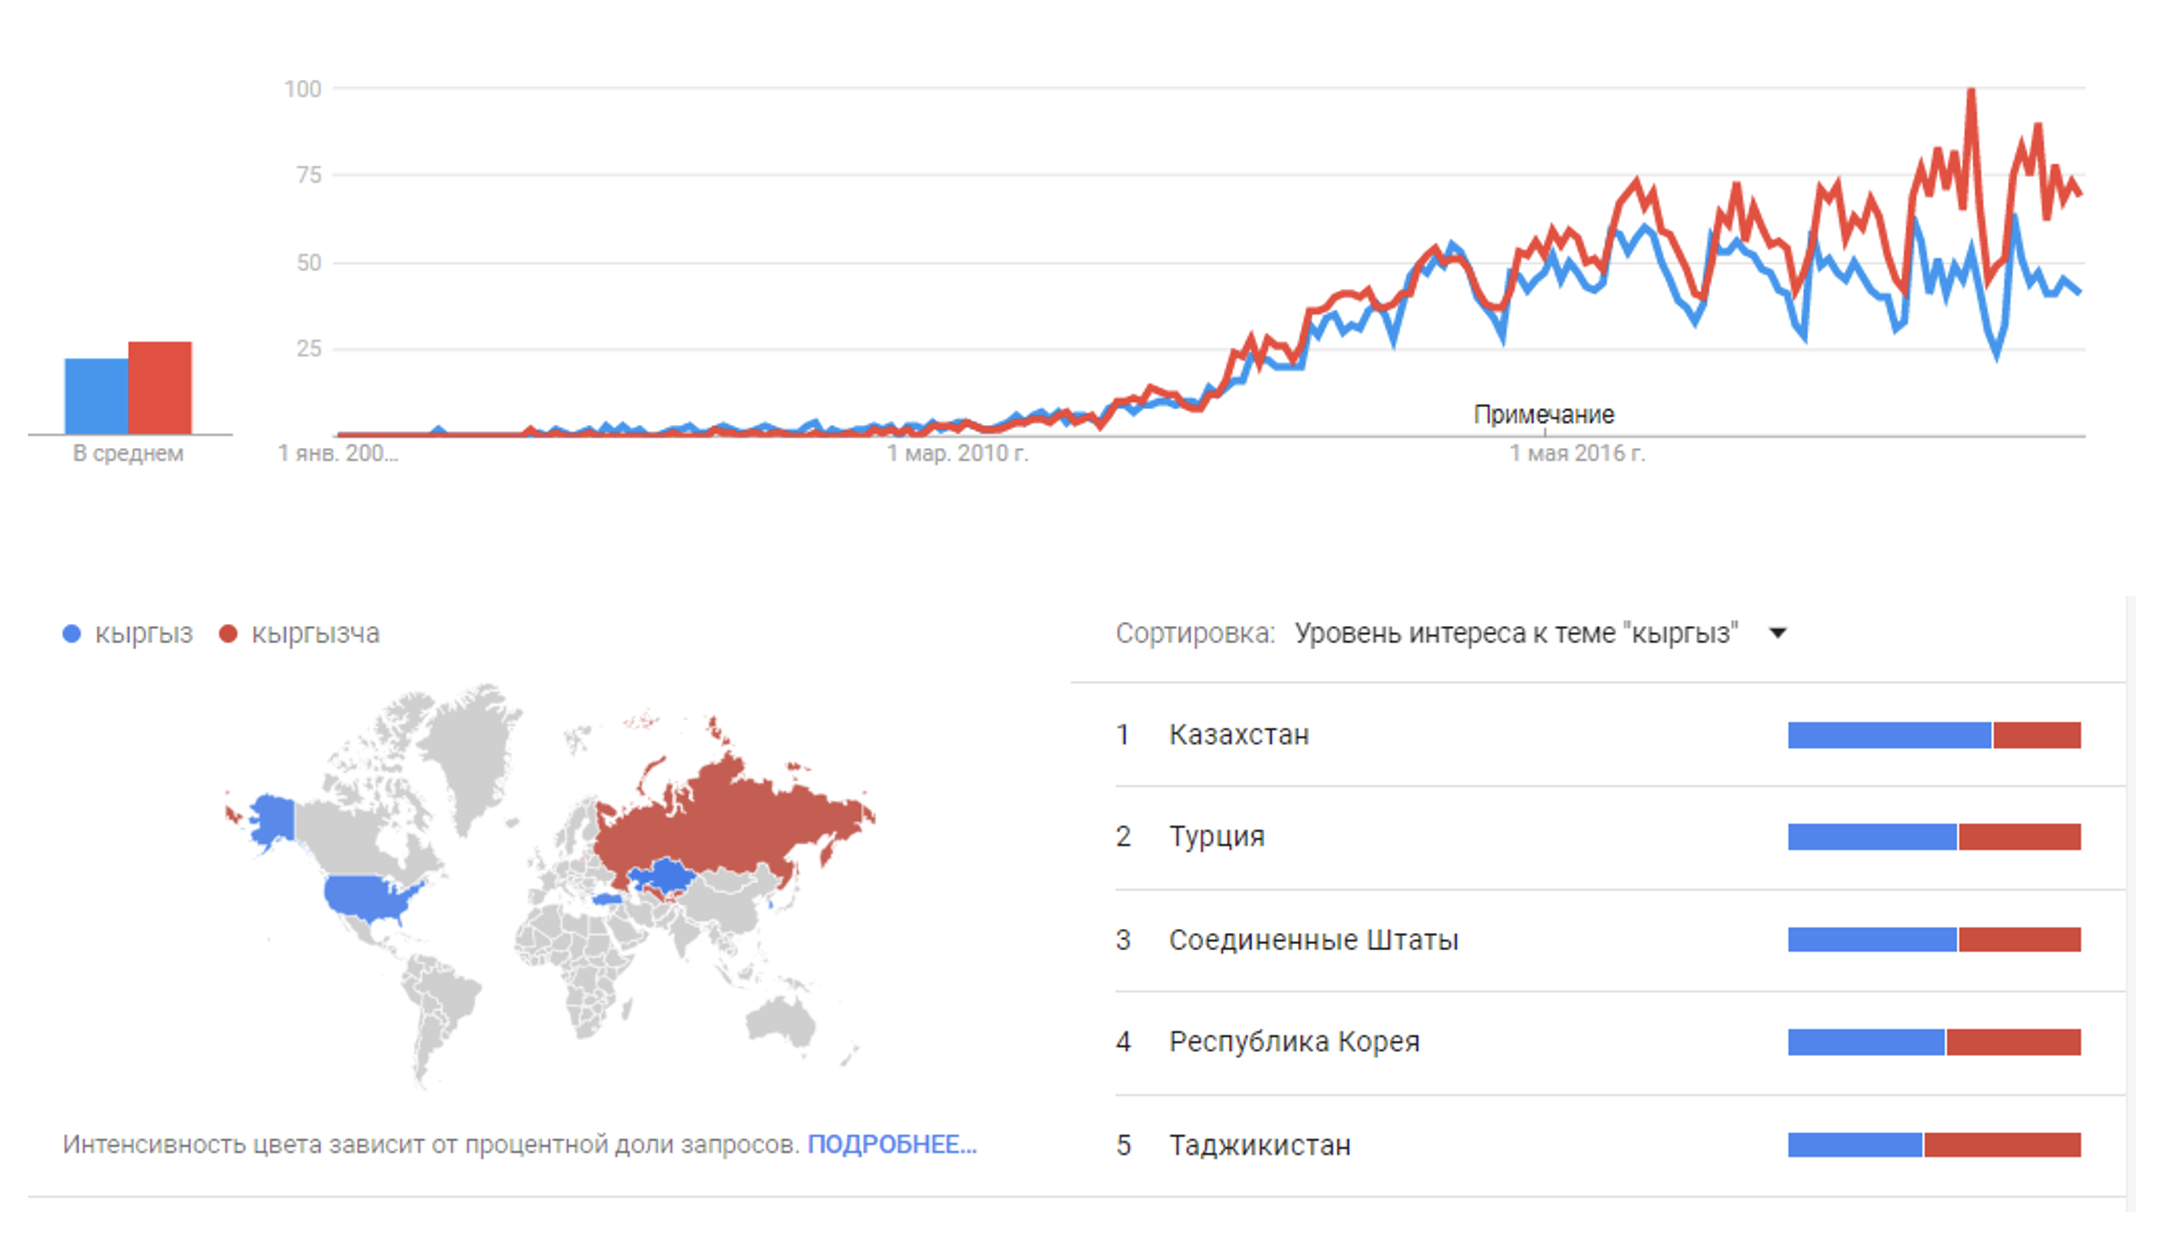 100
75
50
25
Примечание
В среднем
1 янв. 200...
1 мар. 2010 г.
1 мая 2016 г.
кыргыз кыргызча
Сортировка: Уровень интереса к теме "кыргыз"
1 Казахстан
2 Турция
3 Соединенные Штаты
4 Республика Корея
5 Таджикистан
Интенсивность цвета зависит от процентной доли запросов. ПОДРОБНЕЕ...